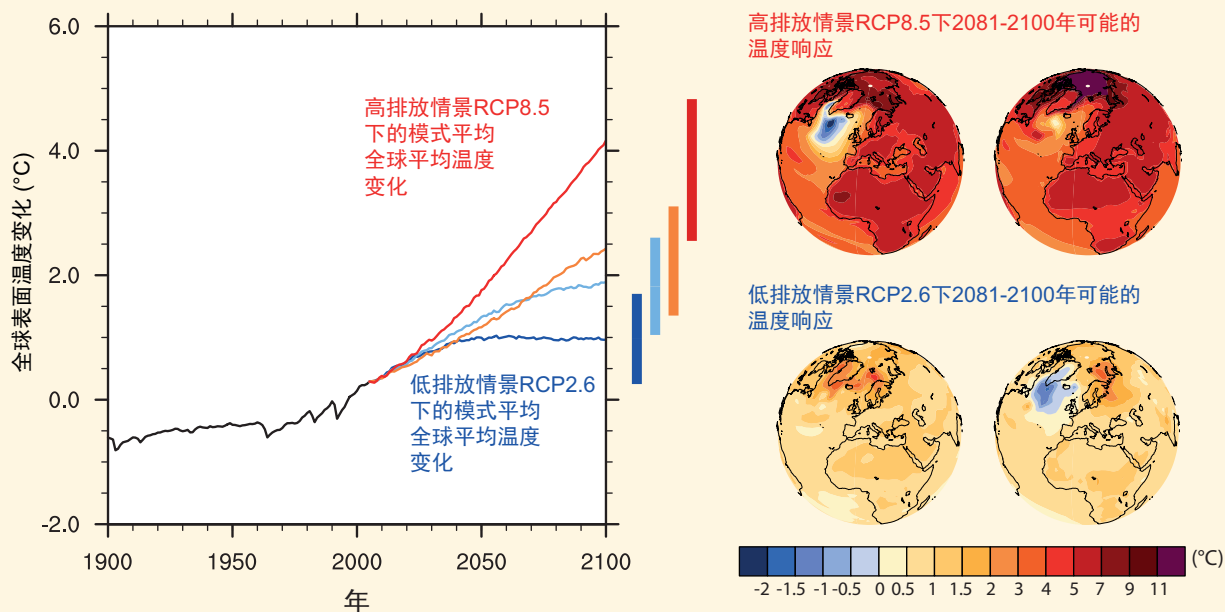 6.0
4.0
2.0
0.0
-2.0
全球表面温度变化 (°C)
1900
1950
2000
2050
2100
年
高排放情景RCP8.5
下的模式平均
全球平均温度
变化
低排放情景RCP2.6
下的模式平均
全球平均温度
变化
高排放情景RCP8.5下2081-2100年可能的
温度响应
低排放情景RCP2.6下2081-2100年可能的
温度响应
-2 -1.5 -1 -0.5 0 0.5 1 1.5 2 3 4 5 7 9 11
(°C)